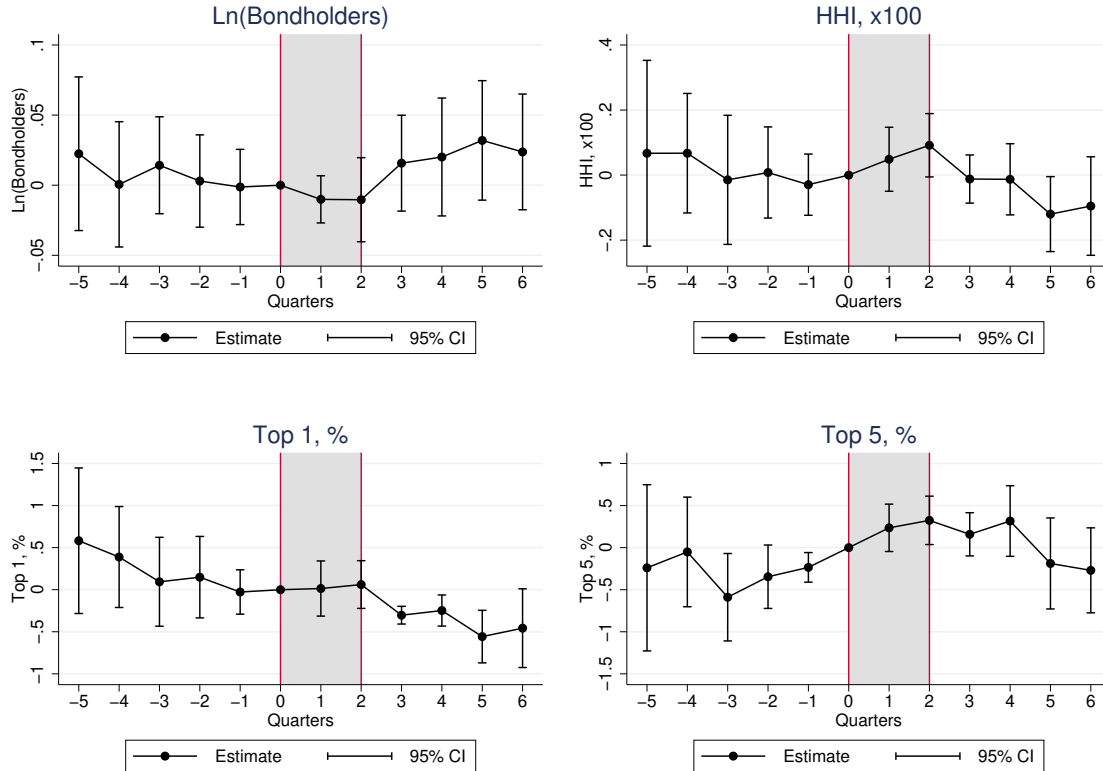 Ln(Bondholders)
Ln(Bondholders)
.1
.05
0
−.05
−5 −4 −3 −2 −1 0 1 2 3 4 5 6
Quarters
Estimate 95% CI
HHI, x100
HHI, x100
.4
.2
0
−.2
−5 −4 −3 −2 −1 0 1 2 3 4 5 6
Quarters
Estimate 95% CI
Top 1, %
Top 1, %
1.5
1
.5
0
−.5
−1
−5 −4 −3 −2 −1 0 1 2 3 4 5 6
Quarters
Estimate 95% CI
Top 5, %
Top 5, %
1
.5
0
−.5
−1
−1.5
−5 −4 −3 −2 −1 0 1 2 3 4 5 6
Quarters
Estimate 95% CI